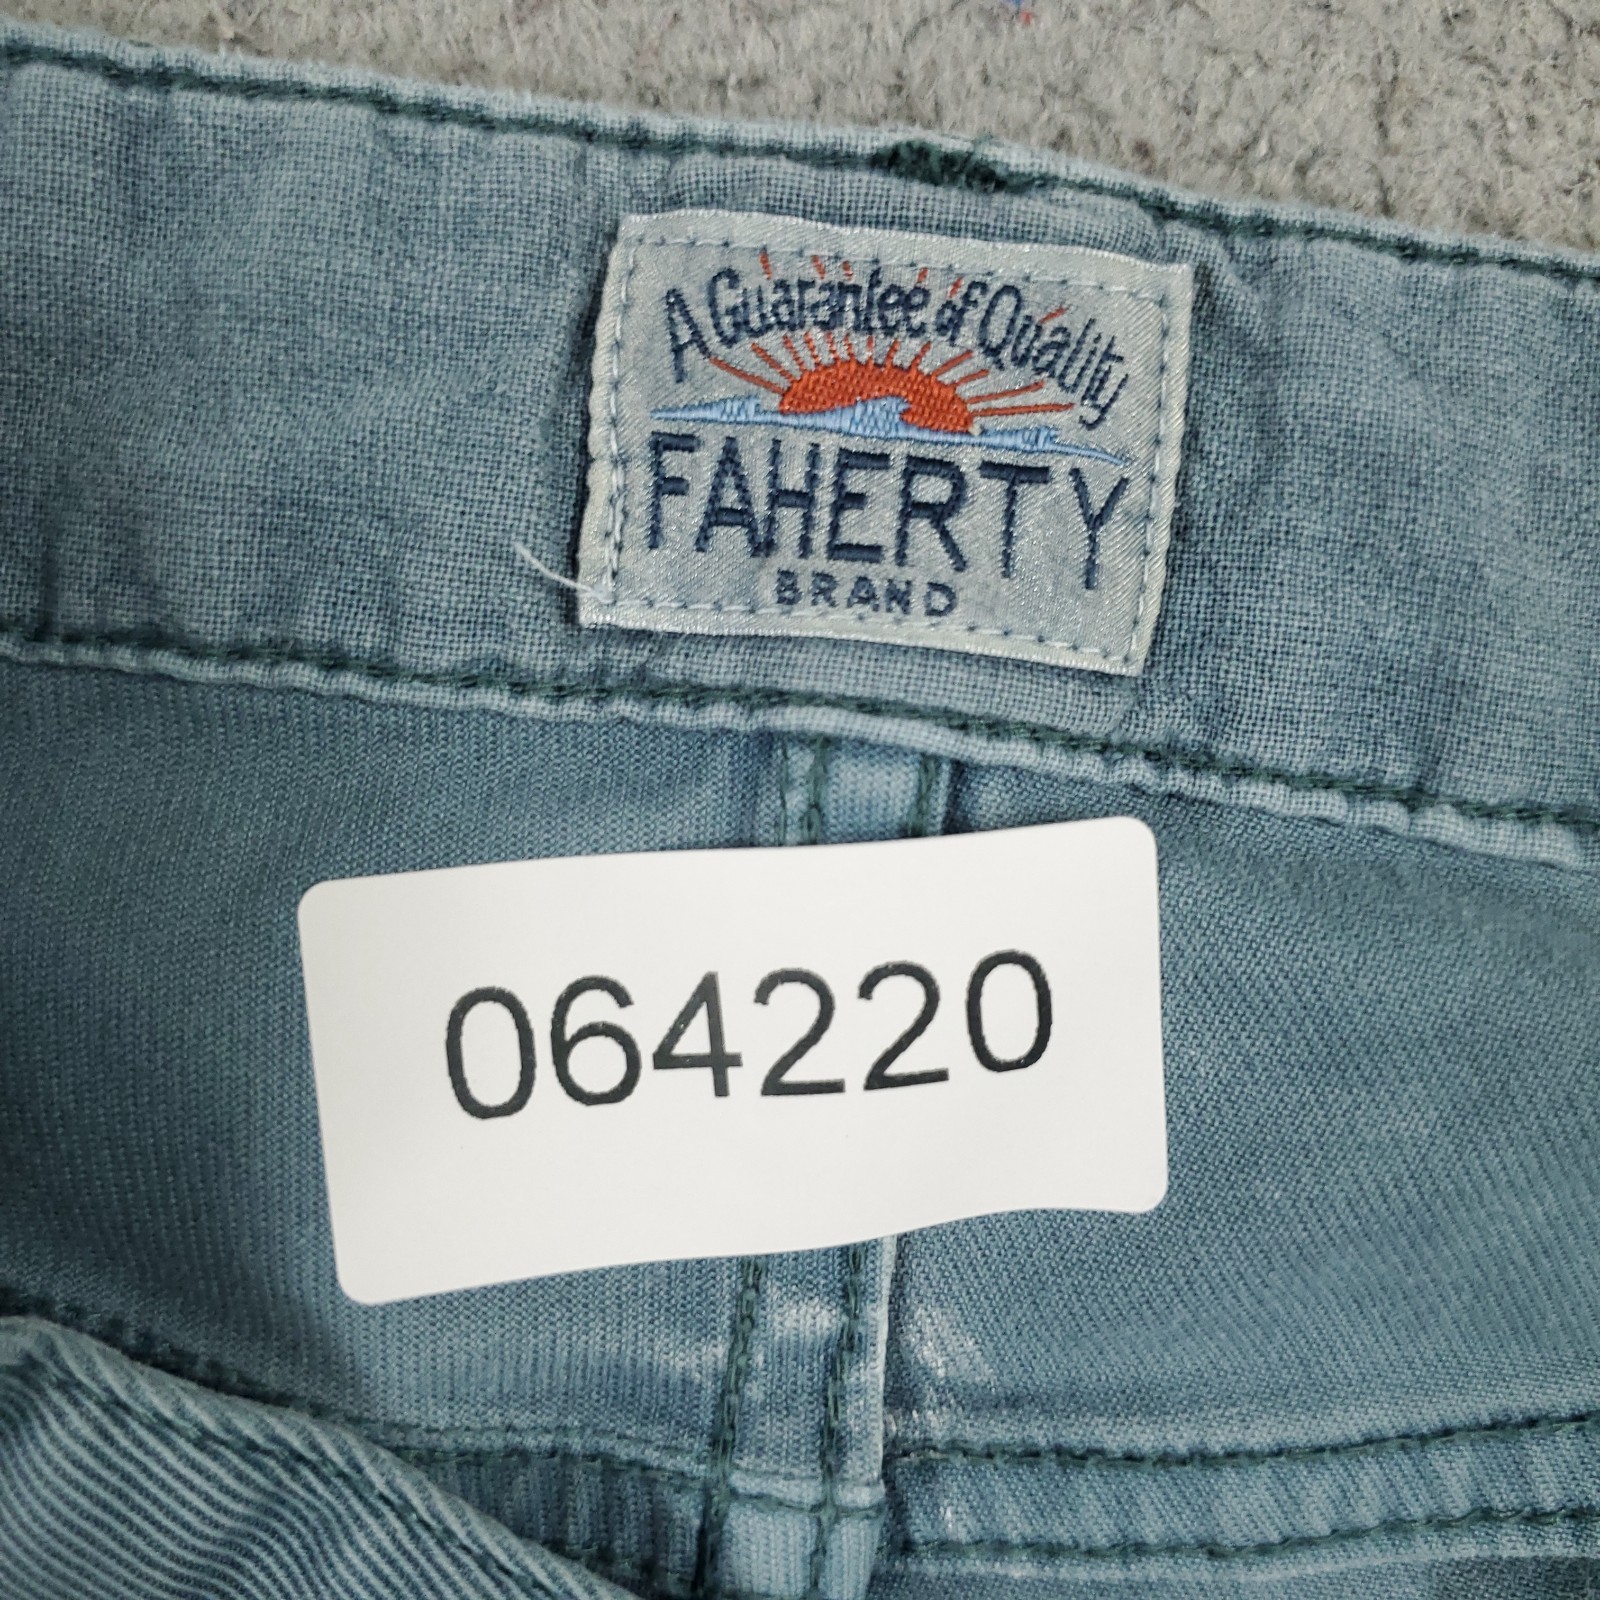 A Guarantee of Quality
FAHERTY
BRAND
064220